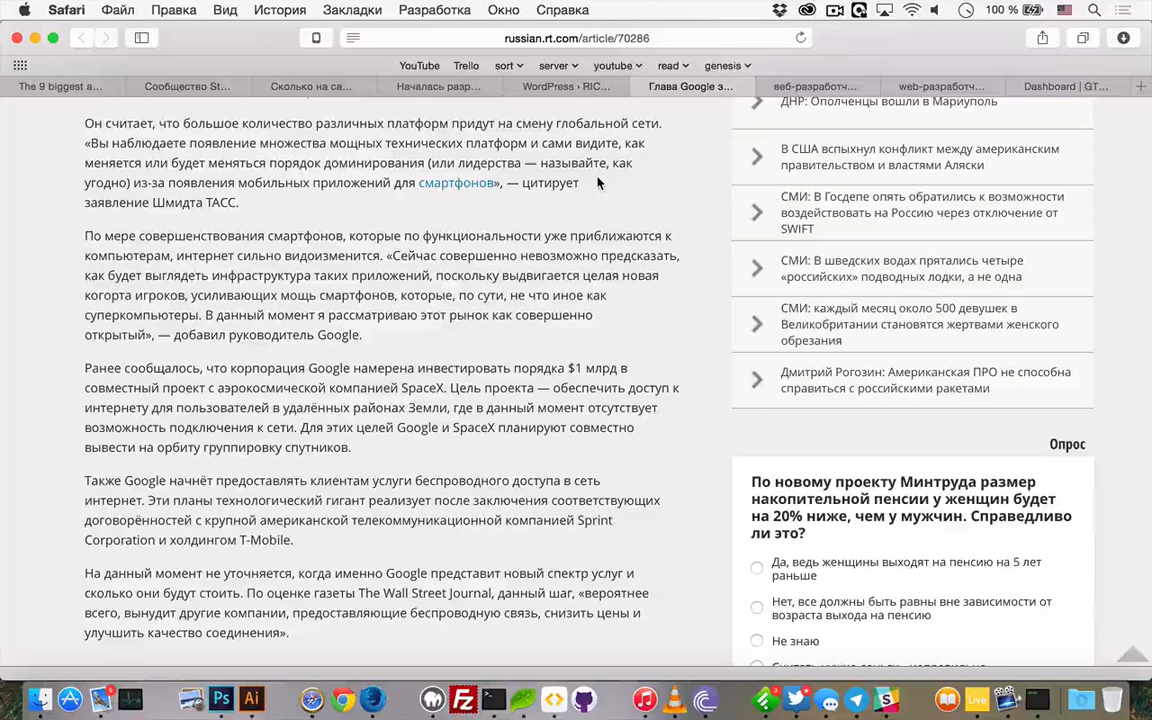 Safari Файл Правка Вид История Закладки Разработка Окно Справка 100 %
russian.rt.com/article/70286
YouTube Trello sort server youtube read genesis
The 9 biggest a... Сообщество St... Сколько на са... Началась разр... WordPress › RIC... Глава Google з... веб-разработч... web-разработч... Dashboard | GT...
Он считает, что большое количество различных платформ придут на смену глобальной сети.
«Вы наблюдаете появление множества мощных технических платформ и сами видите, как
меняется или будет меняться порядок доминирования (или лидерства — называйте, как
угодно) из-за появления мобильных приложений для смартфонов», — цитирует
заявление Шмидта ТАСС.
По мере совершенствования смартфонов, которые по функциональности уже приближаются к
компьютерам, интернет сильно видоизменится. «Сейчас совершенно невозможно предсказать,
как будет выглядеть инфраструктура таких приложений, поскольку выдвигается целая новая
когорта игроков, усиливающих мощь смартфонов, которые, по сути, не что иное как
суперкомпьютеры. В данный момент я рассматриваю этот рынок как совершенно
открытый», — добавил руководитель Google.
Ранее сообщалось, что корпорация Google намерена инвестировать порядка $1 млрд в
совместный проект с аэрокосмической компанией SpaceX. Цель проекта — обеспечить доступ к
интернету для пользователей в удалённых районах Земли, где в данный момент отсутствует
возможность подключения к сети. Для этих целей Google и SpaceX планируют совместно
вывести на орбиту группировку спутников.
Также Google начнёт предоставлять клиентам услуги беспроводного доступа в сеть
интернет. Эти планы технологический гигант реализует после заключения соответствующих
договорённостей с крупной американской телекоммуникационной компанией Sprint
Corporation и холдингом T-Mobile.
На данный момент не уточняется, когда именно Google представит новый спектр услуг и
сколько они будут стоить. По оценке газеты The Wall Street Journal, данный шаг, «вероятнее
всего, вынудит другие компании, предоставляющие беспроводную связь, снизить цены и
улучшить качество соединения».
ДНР: Ополченцы вошли в Мариуполь
В США вспыхнул конфликт между американским
правительством и властями Аляски
СМИ: В Госдепе опять обратились к возможности
воздействовать на Россию через отключение от
SWIFT
СМИ: В шведских водах прятались четыре
«российских» подводных лодки, а не одна
СМИ: каждый месяц около 500 девушек в
Великобритании становятся жертвами женского
обрезания
Дмитрий Рогозин: Американская ПРО не способна
справиться с российскими ракетами
Опрос
По новому проекту Минтруда размер
накопительной пенсии у женщин будет
на 20% ниже, чем у мужчин. Справедливо
ли это?
Да, ведь женщины выходят на пенсию на 5 лет
раньше
Нет, все должны быть равны вне зависимости от
возраста выхода на пенсию
Не знаю
Ps Ai Fz Live